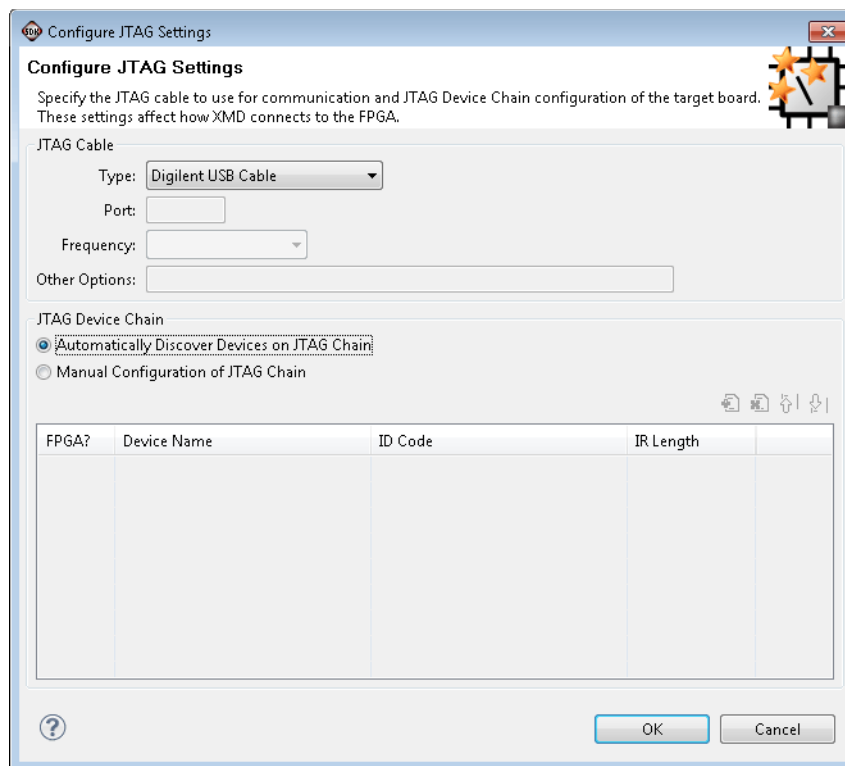 SDK Configure JTAG Settings
Configure JTAG Settings
Specify the JTAG cable to use for communication and JTAG Device Chain configuration of the target board.
These settings affect how XMD connects to the FPGA.
JTAG Cable
Type: Digilent USB Cable
Port:
Frequency:
Other Options:
JTAG Device Chain
Automatically Discover Devices on JTAG Chain
Manual Configuration of JTAG Chain
FPGA? Device Name ID Code IR Length
? OK Cancel